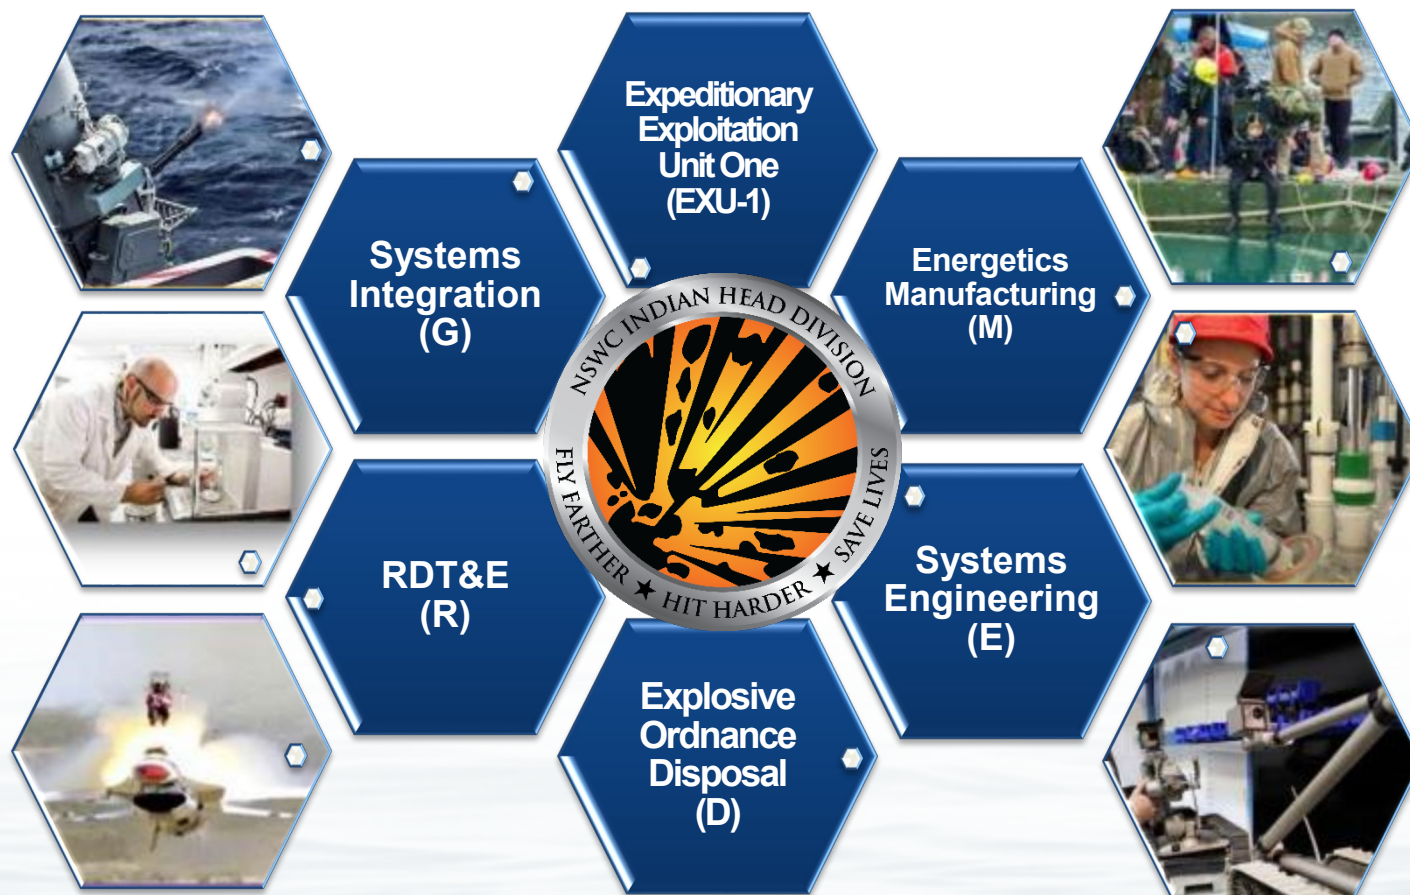 Expeditionary
Exploitation
Unit One
(EXU-1)
Systems
Integration
(G)
Energetics
Manufacturing
(M)
NSWC INDIAN HEAD DIVISION
FLY FARTHER ★ HIT HARDER ★ SAVE LIVES
RDT&E
(R)
Systems
Engineering
(E)
Explosive
Ordnance
Disposal
(D)